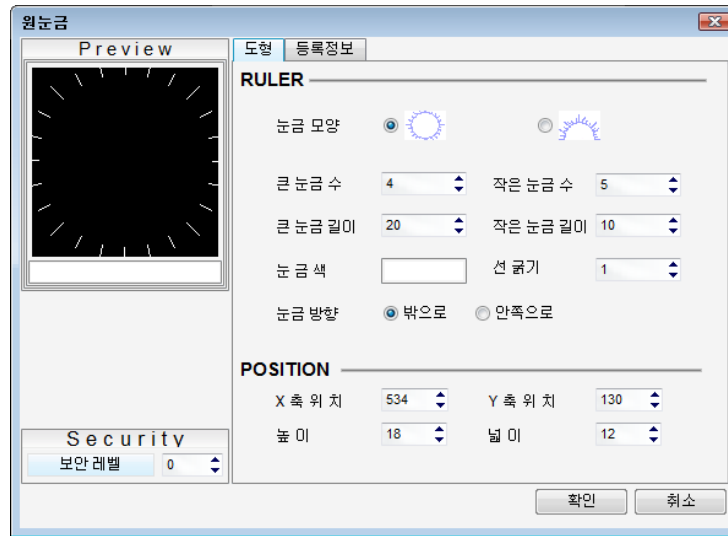 원눈금
Preview
도형 등록정보
RULER
눈금 모양
큰 눈금 수 4 작은 눈금 수 5
큰 눈금 길이 20 작은 눈금 길이 10
눈 금 색 선 굵기 1
눈금 방향 밖으로 안쪽으로
POSITION
X 축 위 치 534 Y 축 위 치 130
높 이 18 넓 이 12
Security
보안 레벨 0
확인 취소